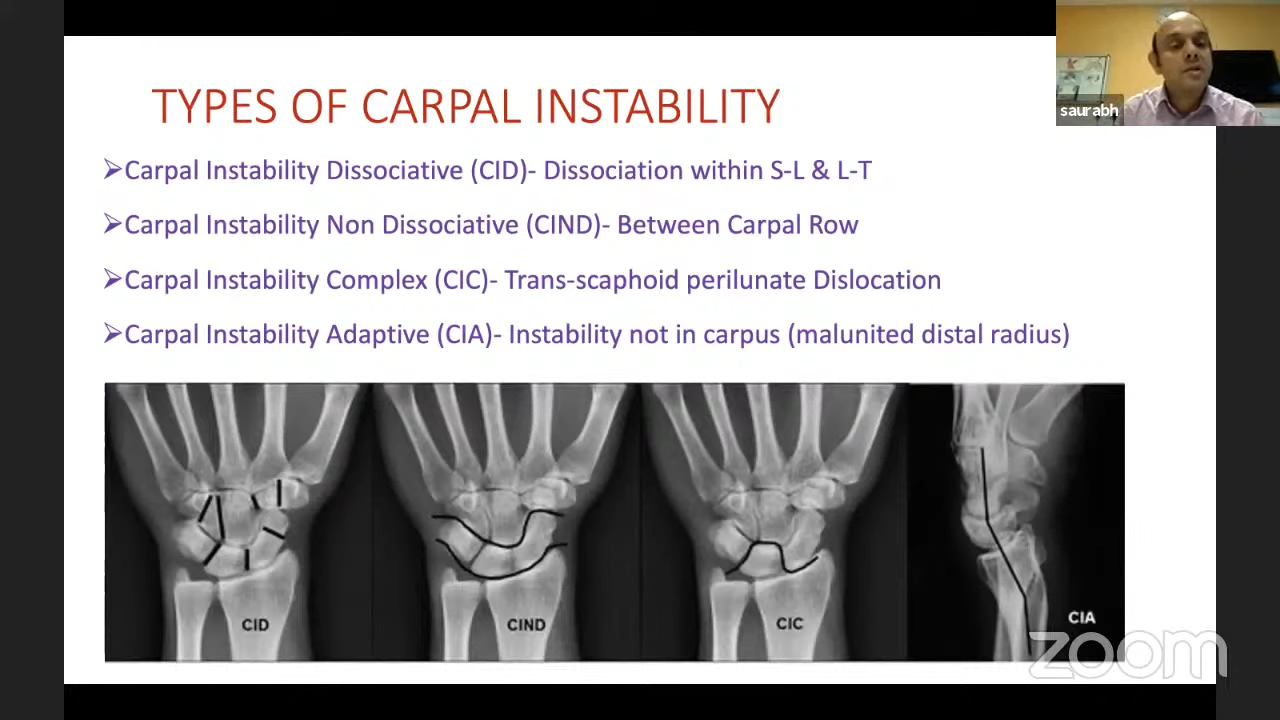 TYPES OF CARPAL INSTABILITY
saurabh
➢Carpal Instability Dissociative (CID)- Dissociation within S-L & L-T
➢Carpal Instability Non Dissociative (CIND)- Between Carpal Row
➢Carpal Instability Complex (CIC)- Trans-scaphoid perilunate Dislocation
➢Carpal Instability Adaptive (CIA)- Instability not in carpus (malunited distal radius)
CID
CIND
CIC
CIA
zoom